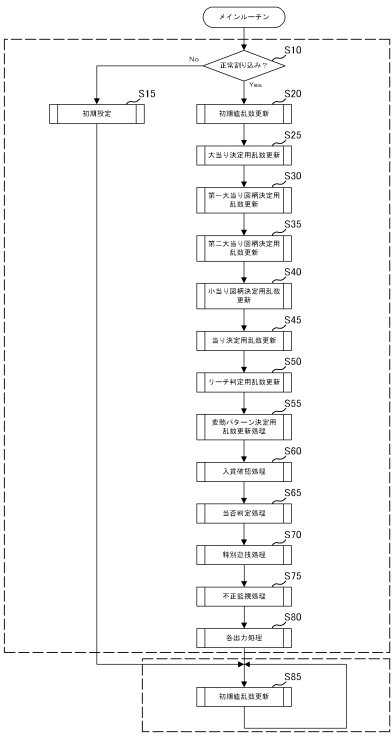 メインルーチン
S10
正常割り込み?
No
Yes
S15
初期設定
S20
初期値乱数更新
S25
大当り決定用乱数更新
S30
第一大当り図柄決定用
乱数更新
S35
第二大当り図柄決定用
乱数更新
S40
小当り図柄決定用乱数
更新
S45
当り決定用乱数更新
S50
リーチ判定用乱数更新
S55
変動パターン決定用
乱数更新処理
S60
入賞確認処理
S65
当否判定処理
S70
特別遊技処理
S75
不正監視処理
S80
各出力処理
S85
初期値乱数更新